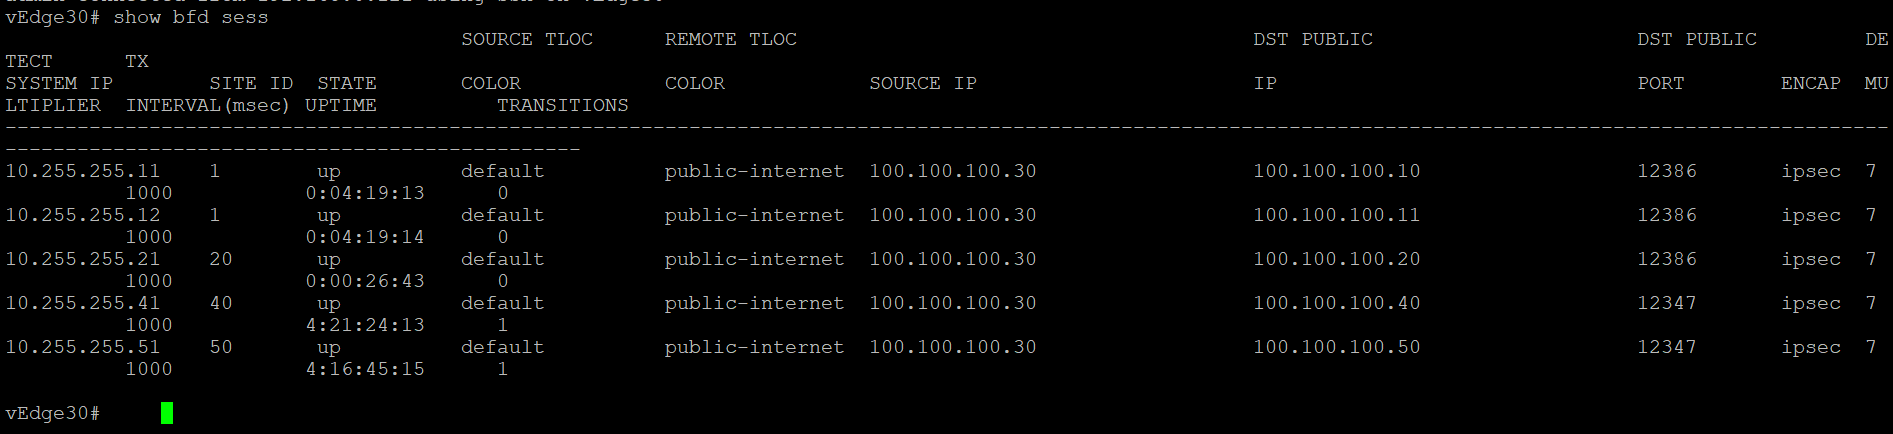 vEdge30# show bfd sess
SOURCE TLOC REMOTE TLOC DST PUBLIC DST PUBLIC DE
TECT TX
SYSTEM IP SITE ID STATE COLOR COLOR SOURCE IP IP PORT ENCAP MU
LTIPLIER INTERVAL(msec) UPTIME TRANSITIONS
--------------------------------------------------------------------------------------------------------------------------------------------------------------
------------------------------------------------
10.255.255.11 1 up default public-internet 100.100.100.30 100.100.100.10 12386 ipsec 7
1000 0:04:19:13 0
10.255.255.12 1 up default public-internet 100.100.100.30 100.100.100.11 12386 ipsec 7
1000 0:04:19:14 0
10.255.255.21 20 up default public-internet 100.100.100.30 100.100.100.20 12386 ipsec 7
1000 0:00:26:43 0
10.255.255.41 40 up default public-internet 100.100.100.30 100.100.100.40 12347 ipsec 7
1000 4:21:24:13 1
10.255.255.51 50 up default public-internet 100.100.100.30 100.100.100.50 12347 ipsec 7
1000 4:16:45:15 1
vEdge30#